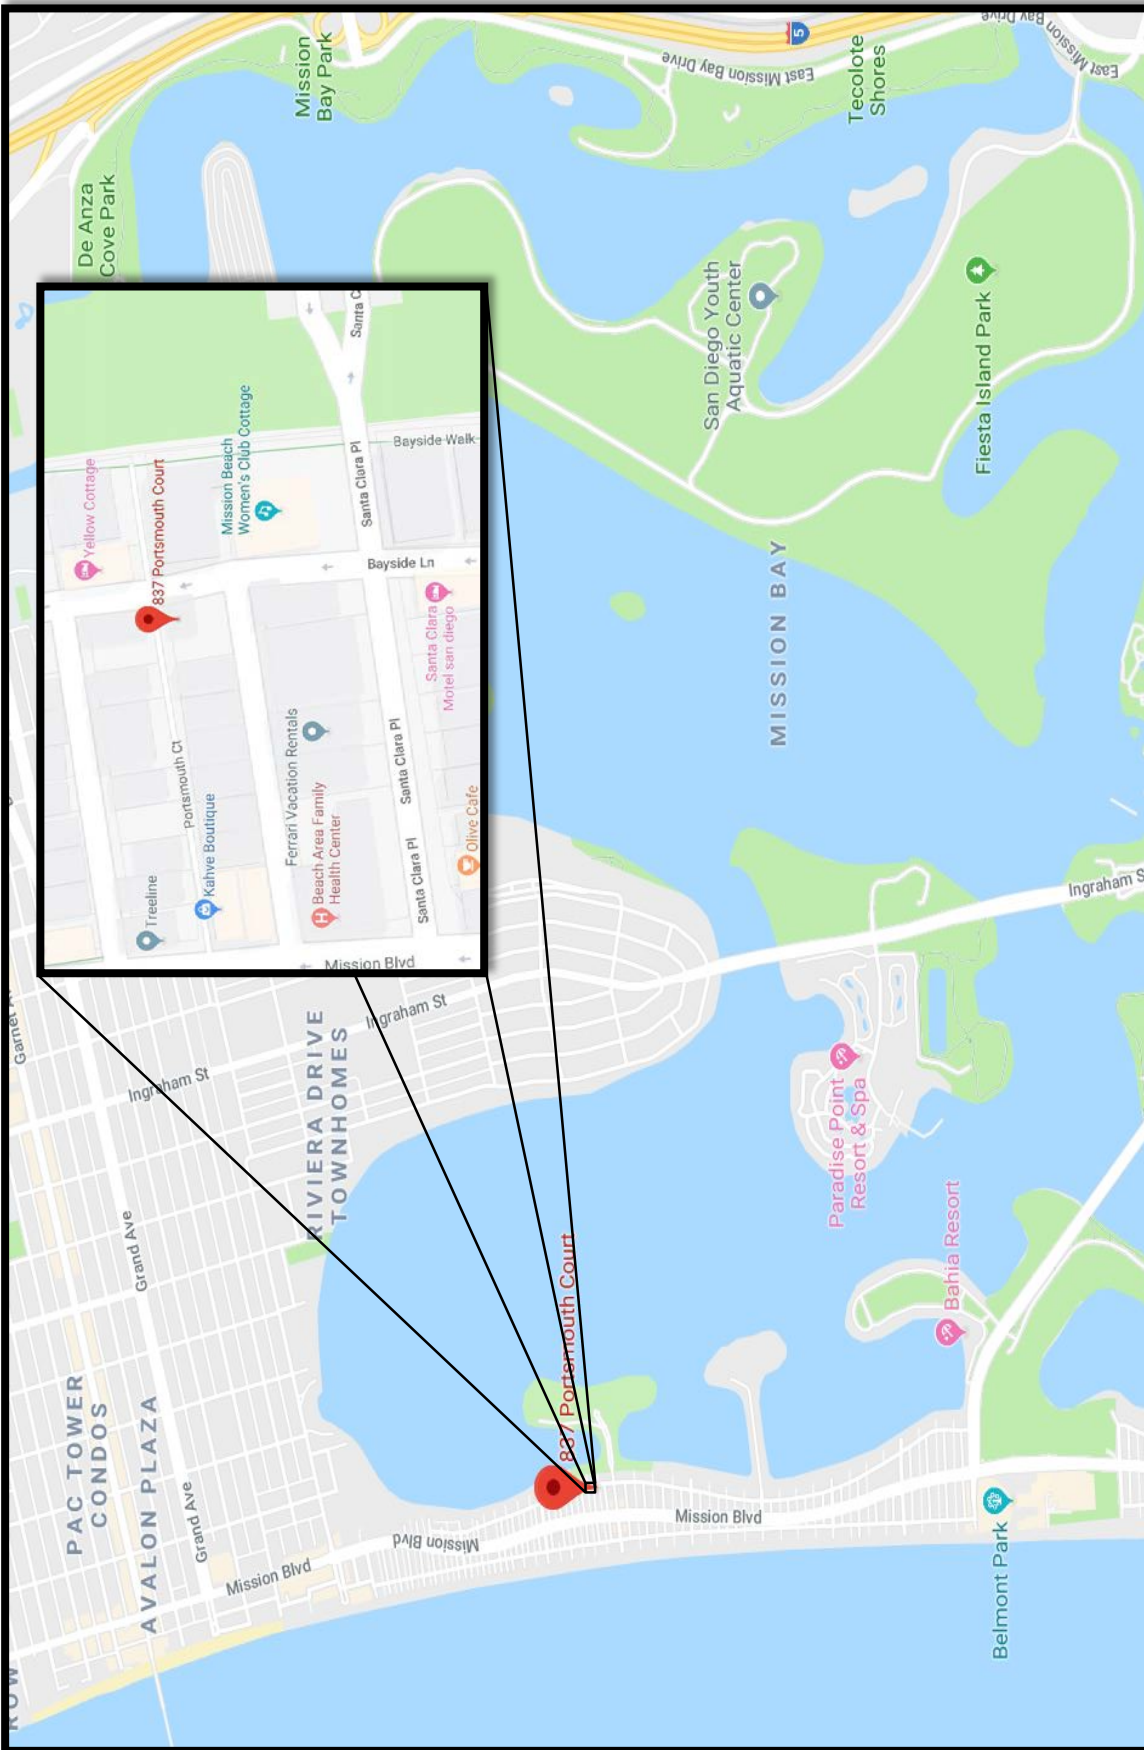 ROW
Garnet
PAC TOWER
CONDOS
De Anza
Cove Park
Grand Ave
AVALON PLAZA
Ingraham St
Grand Ave
Mission Blvd
Mission
Bay Park
RIVIERA DRIVE
TOWNHOMES
Ingraham St
Mission Blvd
Yellow Cottage
Treeline
837 Portsmouth Court
Portsmouth Ct
Kahve Boutique
Mission Beach
Women's Club Cottage
Ferrari Vacation Rentals
Beach Area Family
Health Center
Mission Blvd
Santa C
Santa Clara Pl
Bayside Ln
Bayside Walk
Santa Clara Pl
Santa Clara Pl
Santa Clara
Motel san diego
Olive Cafe
837 Portsmouth Court
East Mission Bay Drive
5
Mission Blvd
San Diego Youth
Aquatic Center
MISSION BAY
Paradise Point
Resort & Spa
Tecolote
Shores
Bahia Resort
Fiesta Island Park
Belmont Park
East Mission Bay Drive
Ingraham S